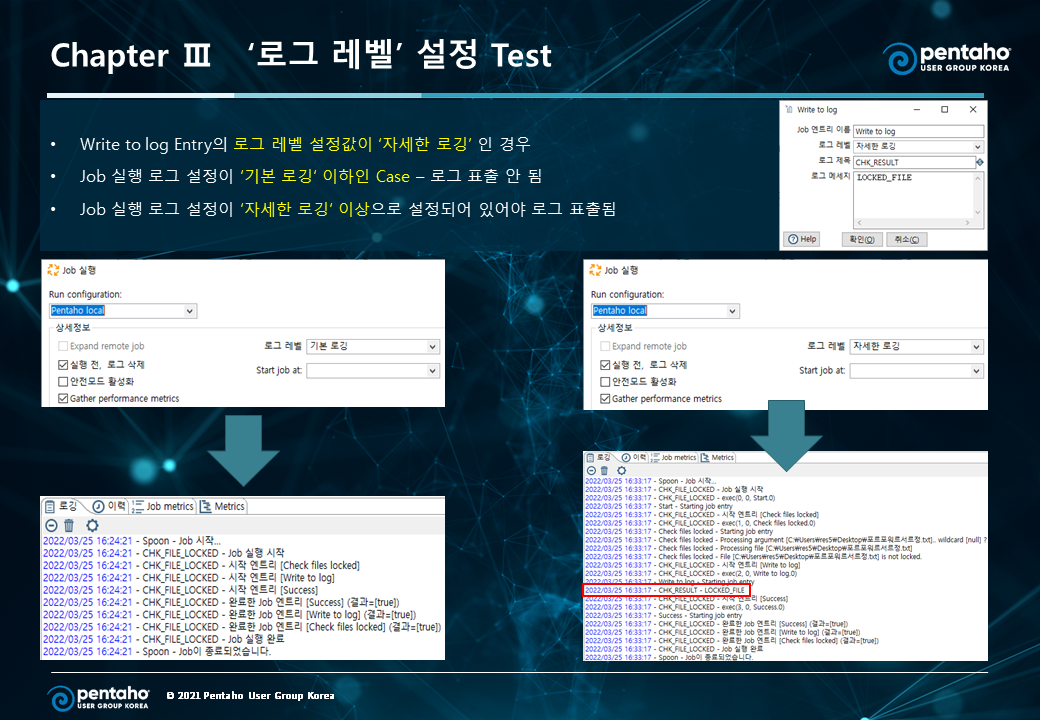 Chapter Ⅲ ‘로그 레벨’ 설정 Test
pentaho
USER GROUP KOREA
• Write to log Entry의 로그 레벨 설정값이 ‘자세한 로깅’ 인 경우
• Job 실행 로그 설정이 ‘기본 로깅‘ 이하인 Case – 로그 표출 안 됨
• Job 실행 로그 설정이 ‘자세한 로깅‘ 이상으로 설정되어 있어야 로그 표출됨
Write to log
Job 엔트리 이름 Write to log
로그 레벨 자세한 로깅
로그 제목 CHK_RESULT
로그 메세지 LOCKED_FILE
Help 확인(O) 취소(C)
Job 실행
Run configuration:
Pentaho local
상세정보
Expand remote job 로그 레벨 기본 로깅
실행 전, 로그 삭제 Start job at:
안전모드 활성화
Gather performance metrics
Job 실행
Run configuration:
Pentaho local
상세정보
Expand remote job 로그 레벨 자세한 로깅
실행 전, 로그 삭제 Start job at:
안전모드 활성화
Gather performance metrics
로깅 이력 Job metrics Metrics
2022/03/25 16:24:21 - Spoon - Job 시작...
2022/03/25 16:24:21 - CHK_FILE_LOCKED - Job 실행 시작
2022/03/25 16:24:21 - CHK_FILE_LOCKED - 시작 엔트리 [Check files locked]
2022/03/25 16:24:21 - CHK_FILE_LOCKED - 시작 엔트리 [Write to log]
2022/03/25 16:24:21 - CHK_FILE_LOCKED - 시작 엔트리 [Success]
2022/03/25 16:24:21 - CHK_FILE_LOCKED - 완료한 Job 엔트리 [Success] (결과=[true])
2022/03/25 16:24:21 - CHK_FILE_LOCKED - 완료한 Job 엔트리 [Write to log] (결과=[true])
2022/03/25 16:24:21 - CHK_FILE_LOCKED - 완료한 Job 엔트리 [Check files locked] (결과=[true])
2022/03/25 16:24:21 - CHK_FILE_LOCKED - Job 실행 완료
2022/03/25 16:24:21 - Spoon - Job이 종료되었습니다.
로깅 이력 Job metrics Metrics
2022/03/25 16:33:17 - Spoon - Job 시작...
2022/03/25 16:33:17 - CHK_FILE_LOCKED - Job 실행 시작
2022/03/25 16:33:17 - CHK_FILE_LOCKED - exec(0, 0, Start.0)
2022/03/25 16:33:17 - Start - Starting job entry
2022/03/25 16:33:17 - CHK_FILE_LOCKED - 시작 엔트리 [Check files locked]
2022/03/25 16:33:17 - CHK_FILE_LOCKED - exec(1, 0, Check files locked.0)
2022/03/25 16:33:17 - Check files locked - Starting job entry
2022/03/25 16:33:17 - Check files locked - Processing argument [C:\Users\res5\Desktop\포르포워트서트정.txt].. wildcard [null] ?
2022/03/25 16:33:17 - Check files locked - Processing file [C:\Users\res5\Desktop\포르포워트서트정.txt]
2022/03/25 16:33:17 - Check files locked - File [C:\Users\res5\Desktop\포르포워트서트정.txt] is not locked.
2022/03/25 16:33:17 - CHK_FILE_LOCKED - 시작 엔트리 [Write to log]
2022/03/25 16:33:17 - CHK_FILE_LOCKED - exec(2, 0, Write to log.0)
2022/03/25 16:33:17 - Write to log - Starting job entry
2022/03/25 16:33:17 - CHK_RESULT - LOCKED_FILE
2022/03/25 16:33:17 - CHK_FILE_LOCKED - 시작 엔트리 [Success]
2022/03/25 16:33:17 - CHK_FILE_LOCKED - exec(3, 0, Success.0)
2022/03/25 16:33:17 - Success - Starting job entry
2022/03/25 16:33:17 - CHK_FILE_LOCKED - 완료한 Job 엔트리 [Success] (결과=[true])
2022/03/25 16:33:17 - CHK_FILE_LOCKED - 완료한 Job 엔트리 [Write to log] (결과=[true])
2022/03/25 16:33:17 - CHK_FILE_LOCKED - 완료한 Job 엔트리 [Check files locked] (결과=[true])
2022/03/25 16:33:17 - CHK_FILE_LOCKED - Job 실행 완료
2022/03/25 16:33:17 - Spoon - Job이 종료되었습니다.
pentaho
USER GROUP KOREA
© 2021 Pentaho User Group Korea